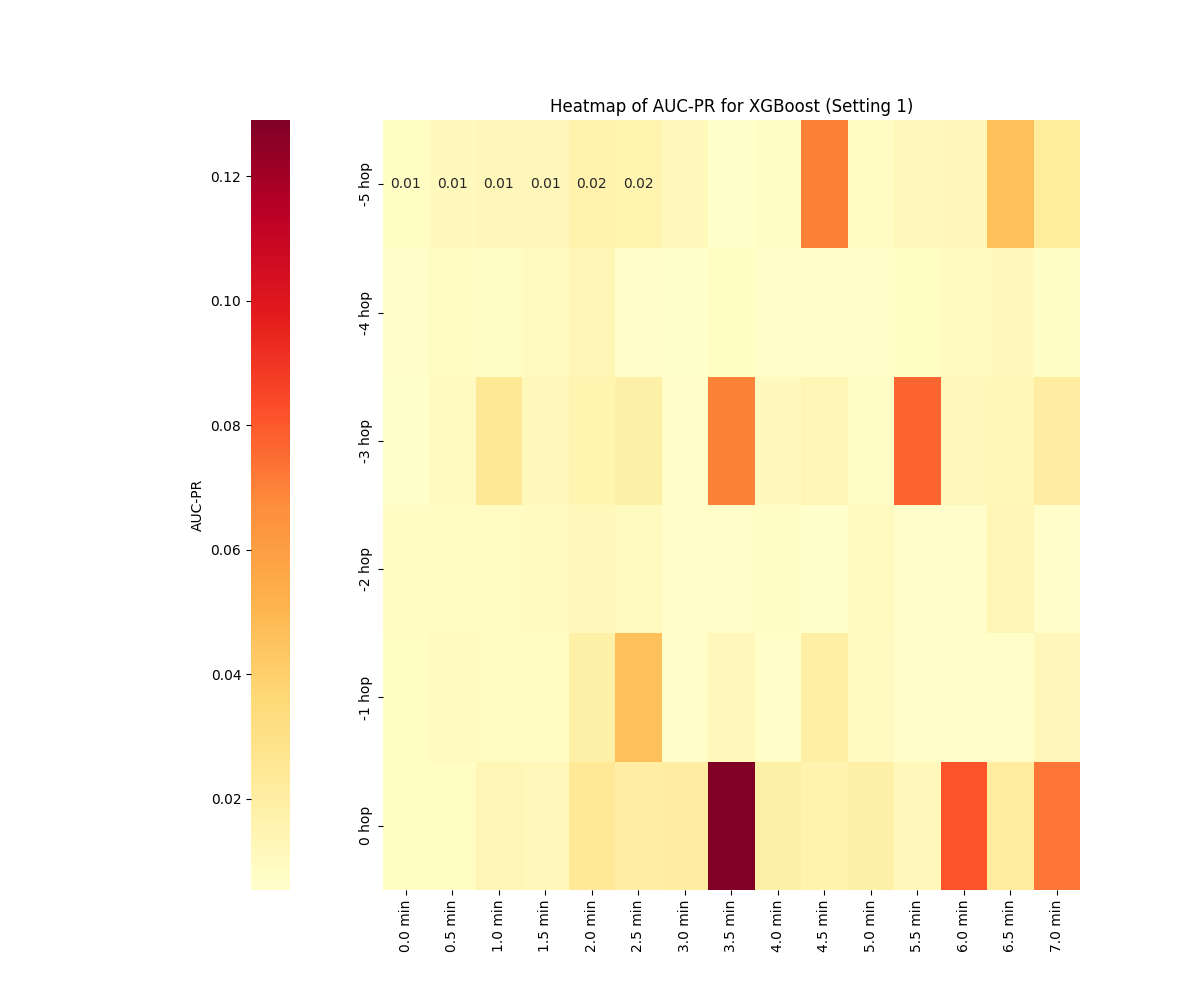 Heatmap of AUC-PR for XGBoost (Setting 1)
AUC-PR
0.12
0.10
0.08
0.06
0.04
0.02
-5 hop
-4 hop
-3 hop
-2 hop
-1 hop
0 hop
0.01 0.01 0.01 0.01 0.02 0.02
0.0 min
0.5 min
1.0 min
1.5 min
2.0 min
2.5 min
3.0 min
3.5 min
4.0 min
4.5 min
5.0 min
5.5 min
6.0 min
6.5 min
7.0 min